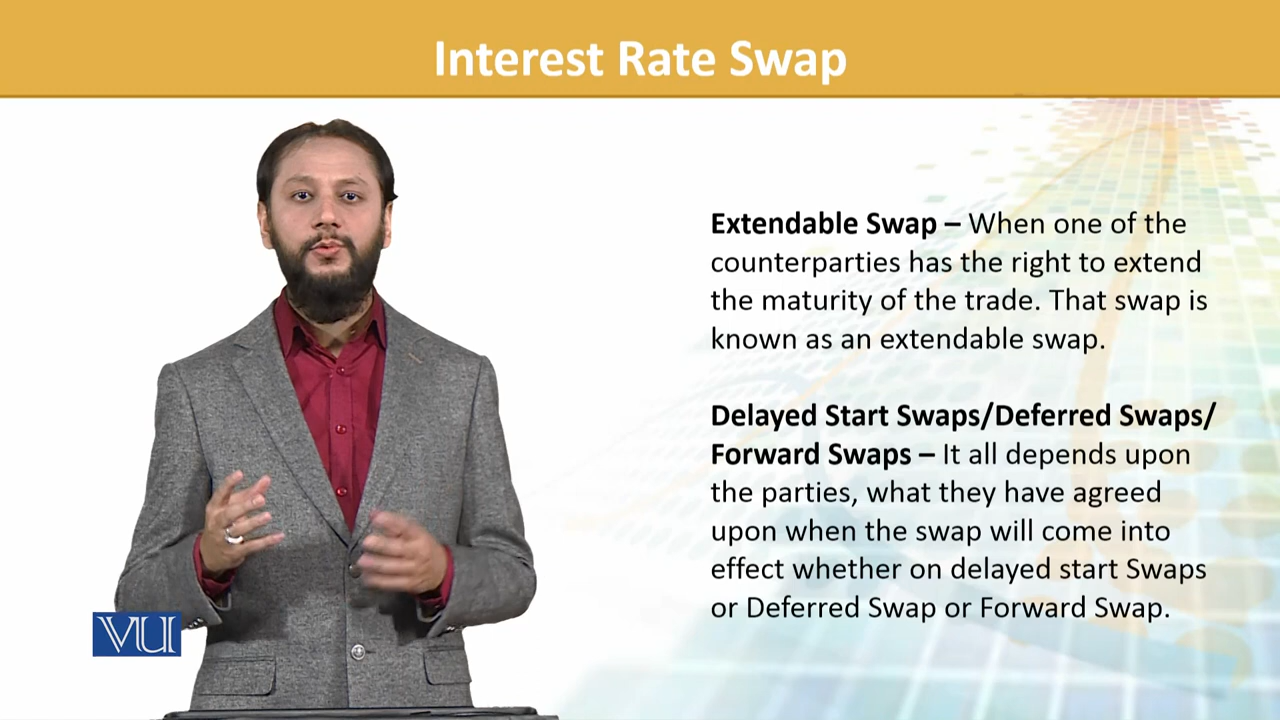 Interest Rate Swap
Extendable Swap – When one of the
counterparties has the right to extend
the maturity of the trade. That swap is
known as an extendable swap.
Delayed Start Swaps/Deferred Swaps/
Forward Swaps – It all depends upon
the parties, what they have agreed
upon when the swap will come into
effect whether on delayed start Swaps
or Deferred Swap or Forward Swap.
VU